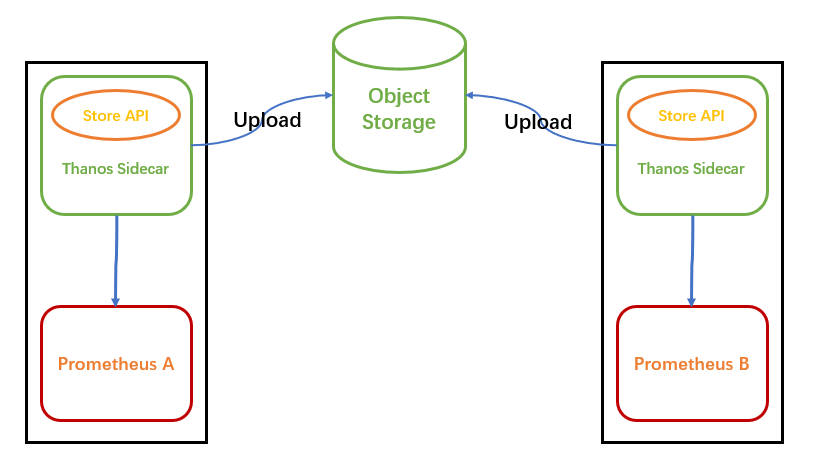 Store API
Thanos Sidecar
Prometheus A
Upload
Object
Storage
Upload
Store API
Thanos Sidecar
Prometheus B